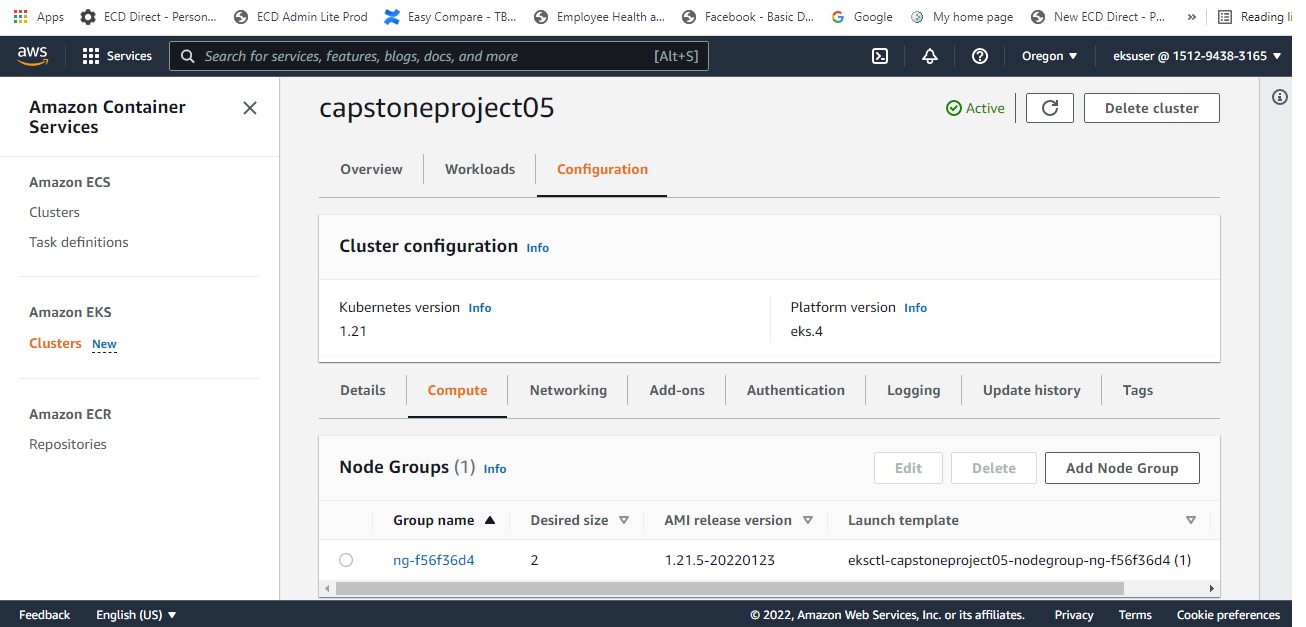 Apps ECD Direct - Person... ECD Admin Lite Prod Easy Compare - TB... Employee Health a... Facebook - Basic D... Google My home page New ECD Direct - P... » Reading li
aws Services Search for services, features, blogs, docs, and more [Alt+S] Oregon ▼ eksuser @ 1512-9438-3165 ▼
Amazon Container
Services
Amazon ECS
Clusters
Task definitions
Amazon EKS
Clusters New
Amazon ECR
Repositories
capstoneproject05 Active Delete cluster
Overview Workloads Configuration
Cluster configuration Info
Kubernetes version Info
1.21
Platform version Info
eks.4
Details Compute Networking Add-ons Authentication Logging Update history Tags
Node Groups (1) Info Edit Delete Add Node Group
Group name Desired size AMI release version Launch template
ng-f56f36d4 2 1.21.5-20220123 eksctl-capstoneproject05-nodegroup-ng-f56f36d4 (1)
Feedback English (US) ▼ © 2022, Amazon Web Services, Inc. or its affiliates. Privacy Terms Cookie preferences